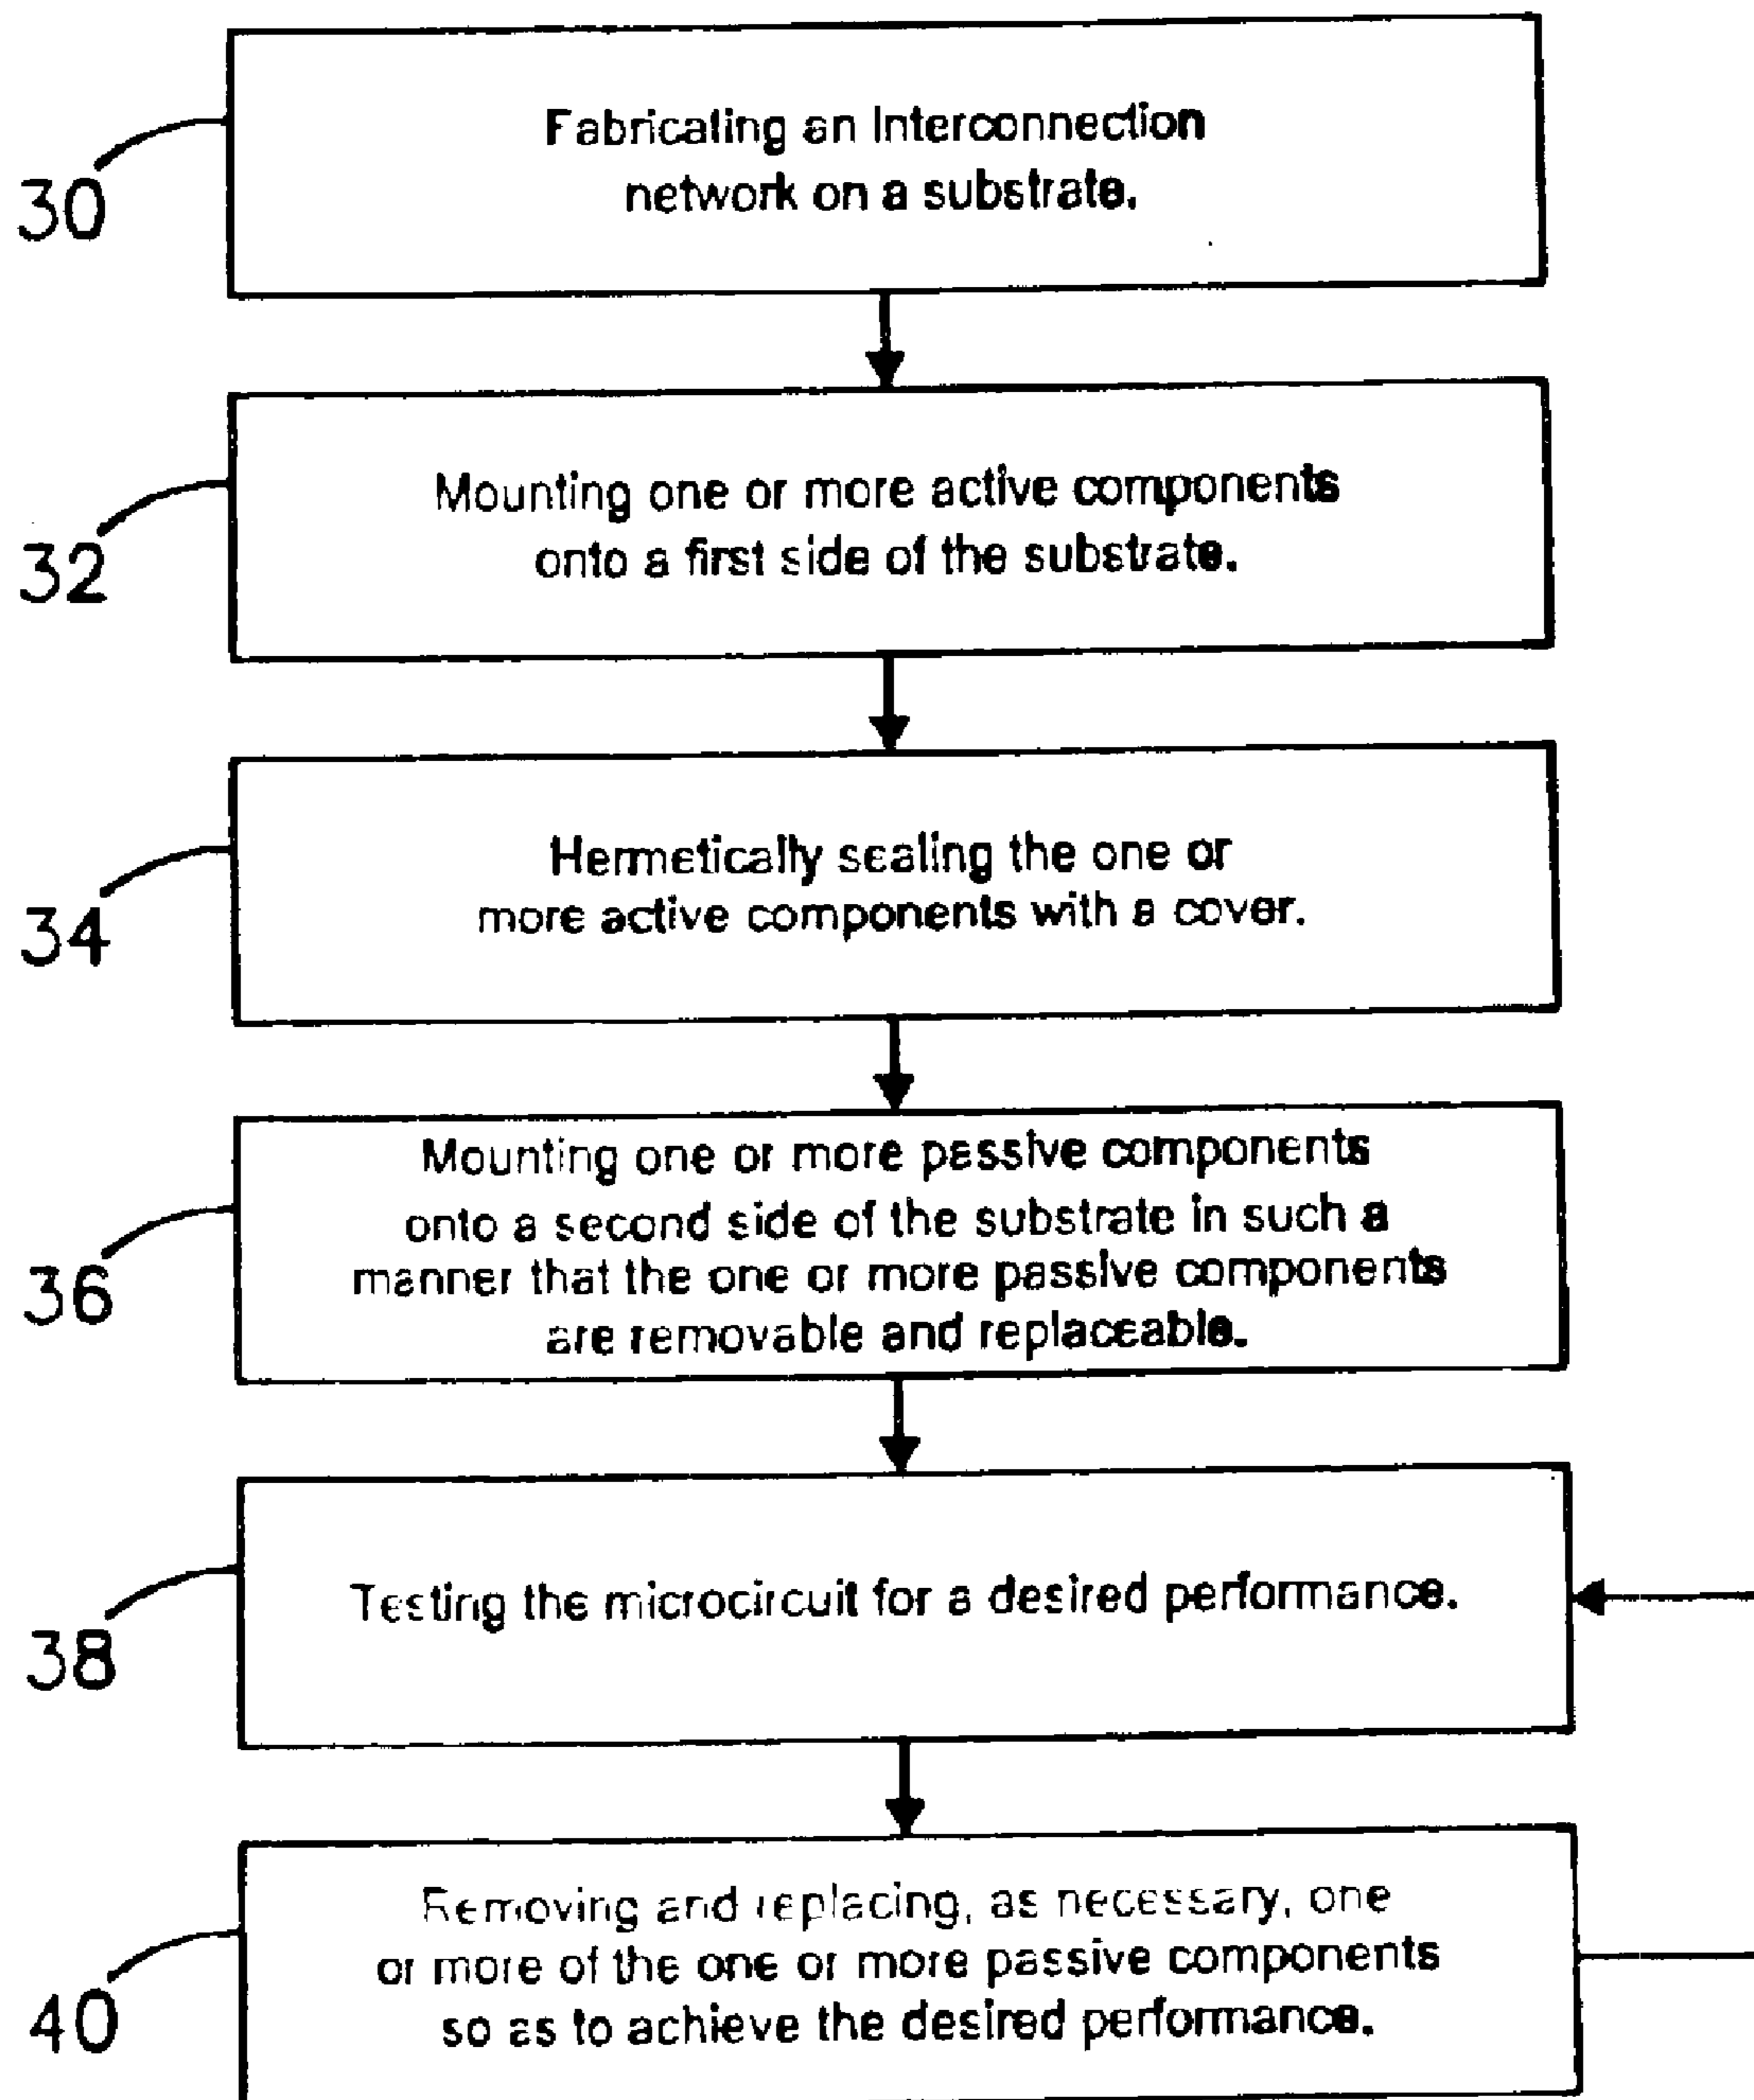 Fabricating an Interconnection
network on a substrate.
30
Mounting one or more active components
onto a first side of the substrate.
32
Hermetically sealing the one or
more active components with a cover.
34
Mounting one or more passive components
onto a second side of the substrate in such a
manner that the one or more passive components
are removable and replaceable.
36
Testing the microcircuit for a desired performance.
38
Removing and replacing, as necessary, one
or more of the one or more passive components
so as to achieve the desired performance.
40